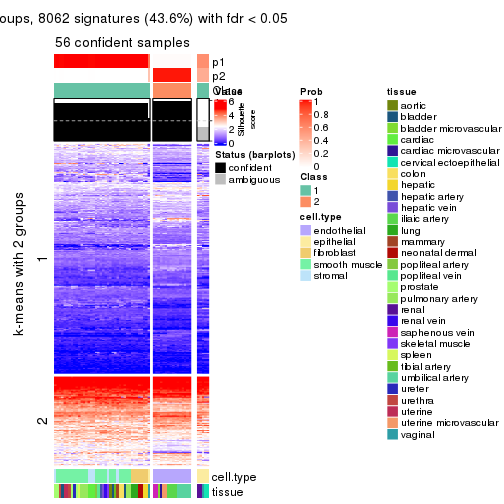 oups, 8062 signatures (43.6%) with fdr < 0.05
56 confident samples
p1
p2
Class
Silhouette
score
6
4
2
0
Status (barplots)
confident
ambiguous
k-means with 2 groups
1
2
cell.type
tissue
Prob
1
0.8
0.6
0.4
0.2
0
Class
1
2
cell.type
endothelial
epithelial
fibroblast
smooth muscle
stromal
tissue
aortic
bladder
bladder microvascular
cardiac
cardiac microvascular
cervical ectoepithelial
colon
hepatic
hepatic artery
hepatic vein
iliaic artery
lung
mammary
neonatal dermal
popliteal artery
popliteal vein
prostate
pulmonary artery
renal
renal vein
saphenous vein
skeletal muscle
spleen
tibial artery
umbilical artery
ureter
urethra
uterine
uterine microvascular
vaginal